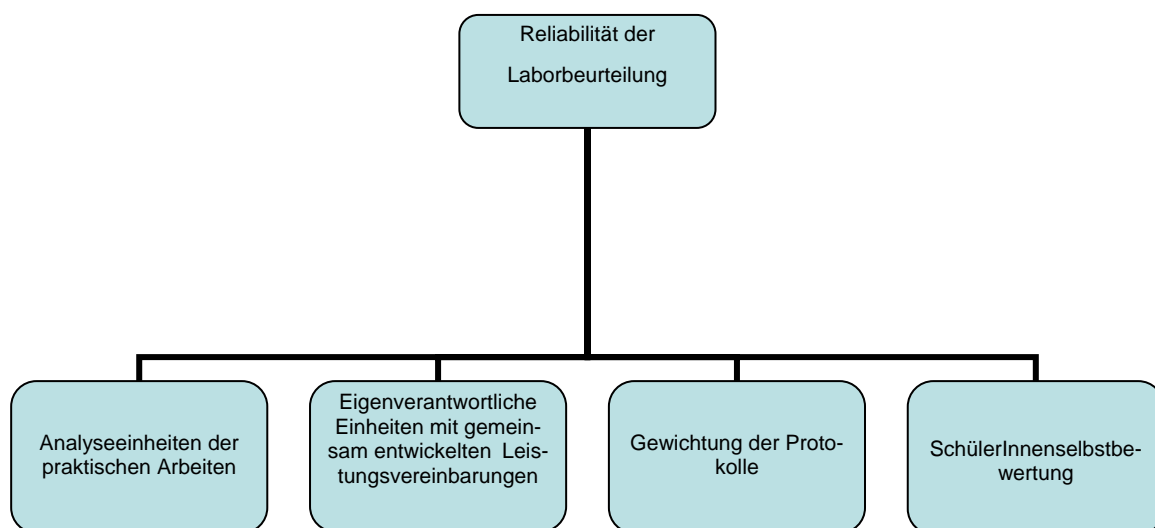 Reliabilität der
Laborbeurteilung
Analyseeinheiten der
praktischen Arbeiten
Eigenverantwortliche
Einheiten mit gemein-
sam entwickelten Leis-
tungsvereinbarungen
Gewichtung der Proto-
kolle
SchülerInnenselbstbe-
wertung